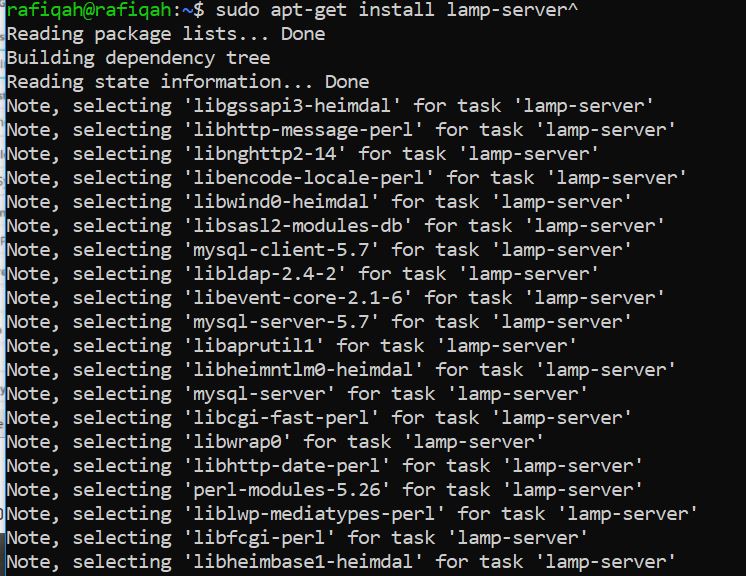 rafiqah@rafiqah:~$ sudo apt-get install lamp-server^
Reading package lists... Done
Building dependency tree
Reading state information... Done
Note, selecting 'libgssapi3-heimdal' for task 'lamp-server'
Note, selecting 'libhttp-message-perl' for task 'lamp-server'
Note, selecting 'libnghttp2-14' for task 'lamp-server'
Note, selecting 'libencode-locale-perl' for task 'lamp-server'
Note, selecting 'libwind0-heimdal' for task 'lamp-server'
Note, selecting 'libsasl2-modules-db' for task 'lamp-server'
Note, selecting 'mysql-client-5.7' for task 'lamp-server'
Note, selecting 'libldap-2.4-2' for task 'lamp-server'
Note, selecting 'libevent-core-2.1-6' for task 'lamp-server'
Note, selecting 'mysql-server-5.7' for task 'lamp-server'
Note, selecting 'libaprutil1' for task 'lamp-server'
Note, selecting 'libheimntlm0-heimdal' for task 'lamp-server'
Note, selecting 'mysql-server' for task 'lamp-server'
Note, selecting 'libcgi-fast-perl' for task 'lamp-server'
Note, selecting 'libwrap0' for task 'lamp-server'
Note, selecting 'libhttp-date-perl' for task 'lamp-server'
Note, selecting 'perl-modules-5.26' for task 'lamp-server'
Note, selecting 'liblwp-mediatypes-perl' for task 'lamp-server'
Note, selecting 'libfcgi-perl' for task 'lamp-server'
Note, selecting 'libheimbase1-heimdal' for task 'lamp-server'